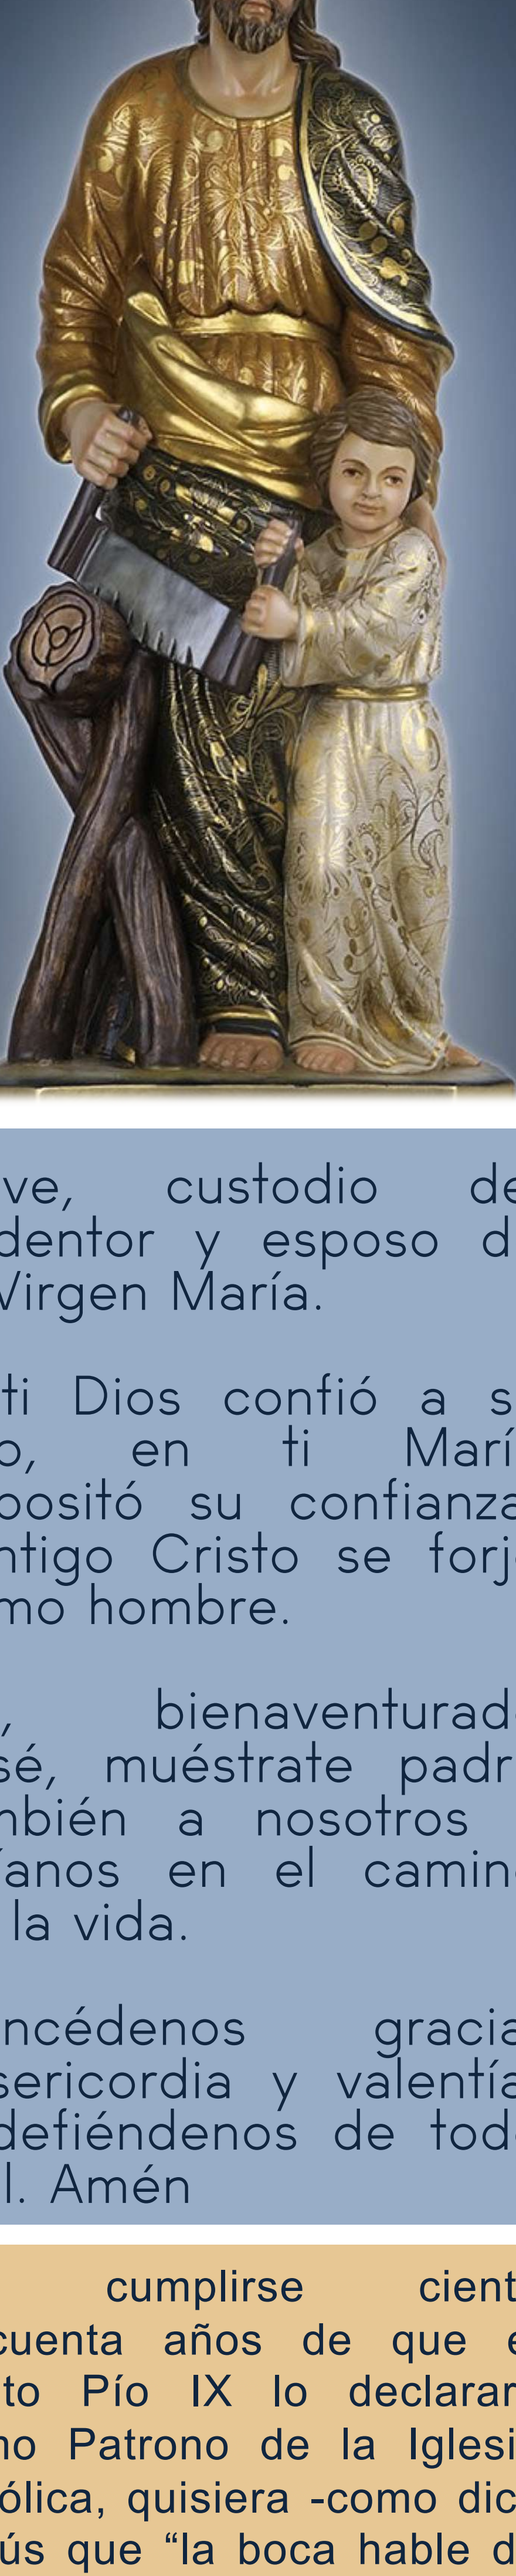 ve, custodio de
dentor y esposo d
Virgen María.
ti Dios confió a s
o, en ti Marí
positó su confianza
ntigo Cristo se forj
mo hombre.
, bienaventurad
sé, muéstrate padr
mbién a nosotros
íanos en el camin
la vida.
ncédenos gracia
sericordia y valentía
defiéndenos de tod
l. Amén
cumplirse cient
cuenta años de que e
to Pío IX lo declarar
mo Patrono de la Iglesi
ólica, quisiera -como dic
ús que “la boca hable d